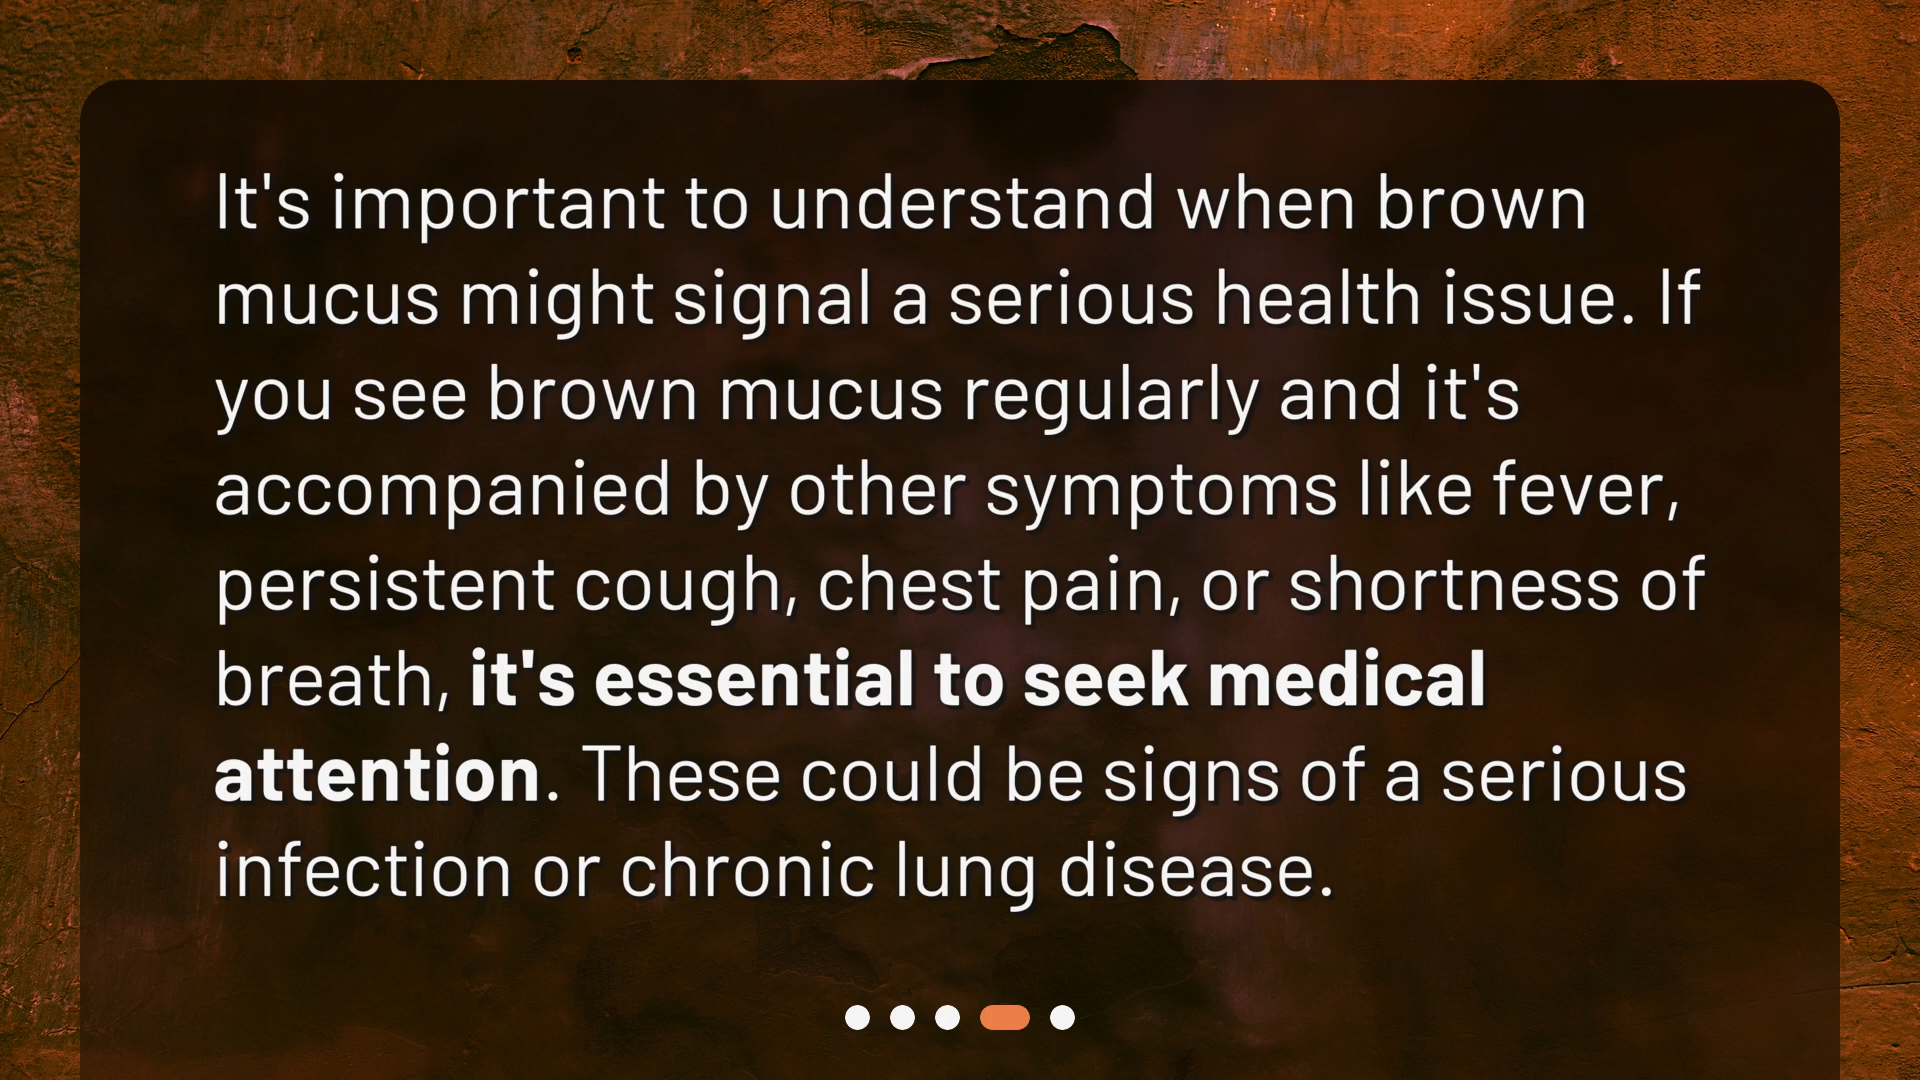 It's important to understand when brown
mucus might signal a serious health issue. If
you see brown mucus regularly and it's
accompanied by other symptoms like fever,
persistent cough, chest pain, or shortness of
breath, it's essential to seek medical
attention. These could be signs of a serious
infection or chronic lung disease.